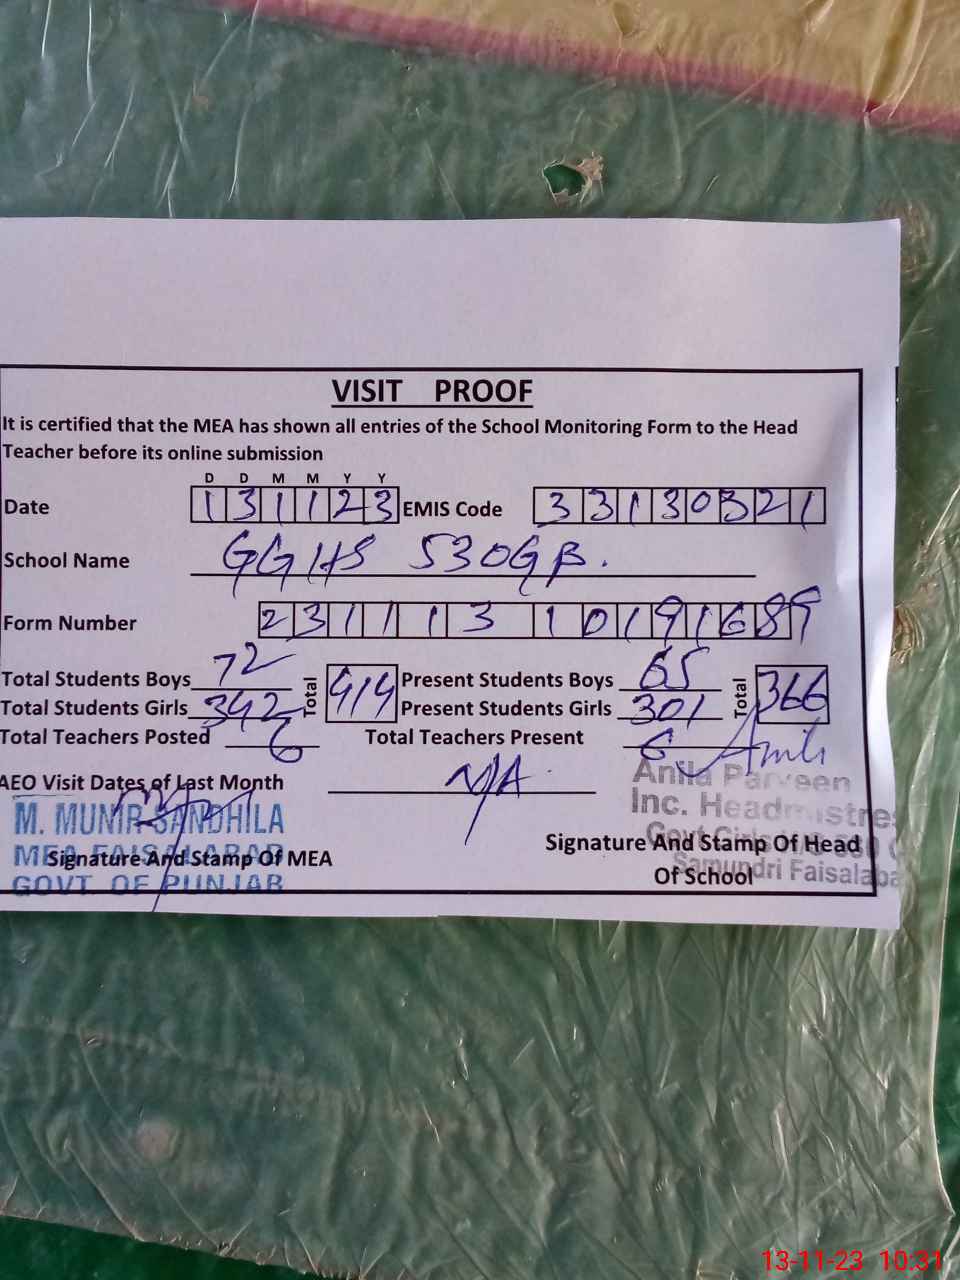 VISIT PROOF
It is certified that the MEA has shown all entries of the School Monitoring Form to the Head
Teacher before its online submission
D D M M Y Y
Date 1 3 1 1 2 3 EMIS Code 3 3 1 3 0 3 2 1
School Name GGHS 530GB.
Form Number 2 3 1 1 1 3 1 0 1 9 1 6 8 9
Total Students Boys 72 Total 414 Present Students Boys 65 Total 366
Total Students Girls 342 Present Students Girls 301
Total Teachers Posted 6 Total Teachers Present 6
AEO Visit Dates of Last Month N/A
M. MUNIR SANDHILA
MEA FAISALABAD
GOVT. OF PUNJAB
Signature And Stamp Of MEA
Anila Parveen
Inc. Headmistres
Govt Girls H/S 530
Samundri Faisalaba
Signature And Stamp Of Head
Of School
13-11-23 10:31